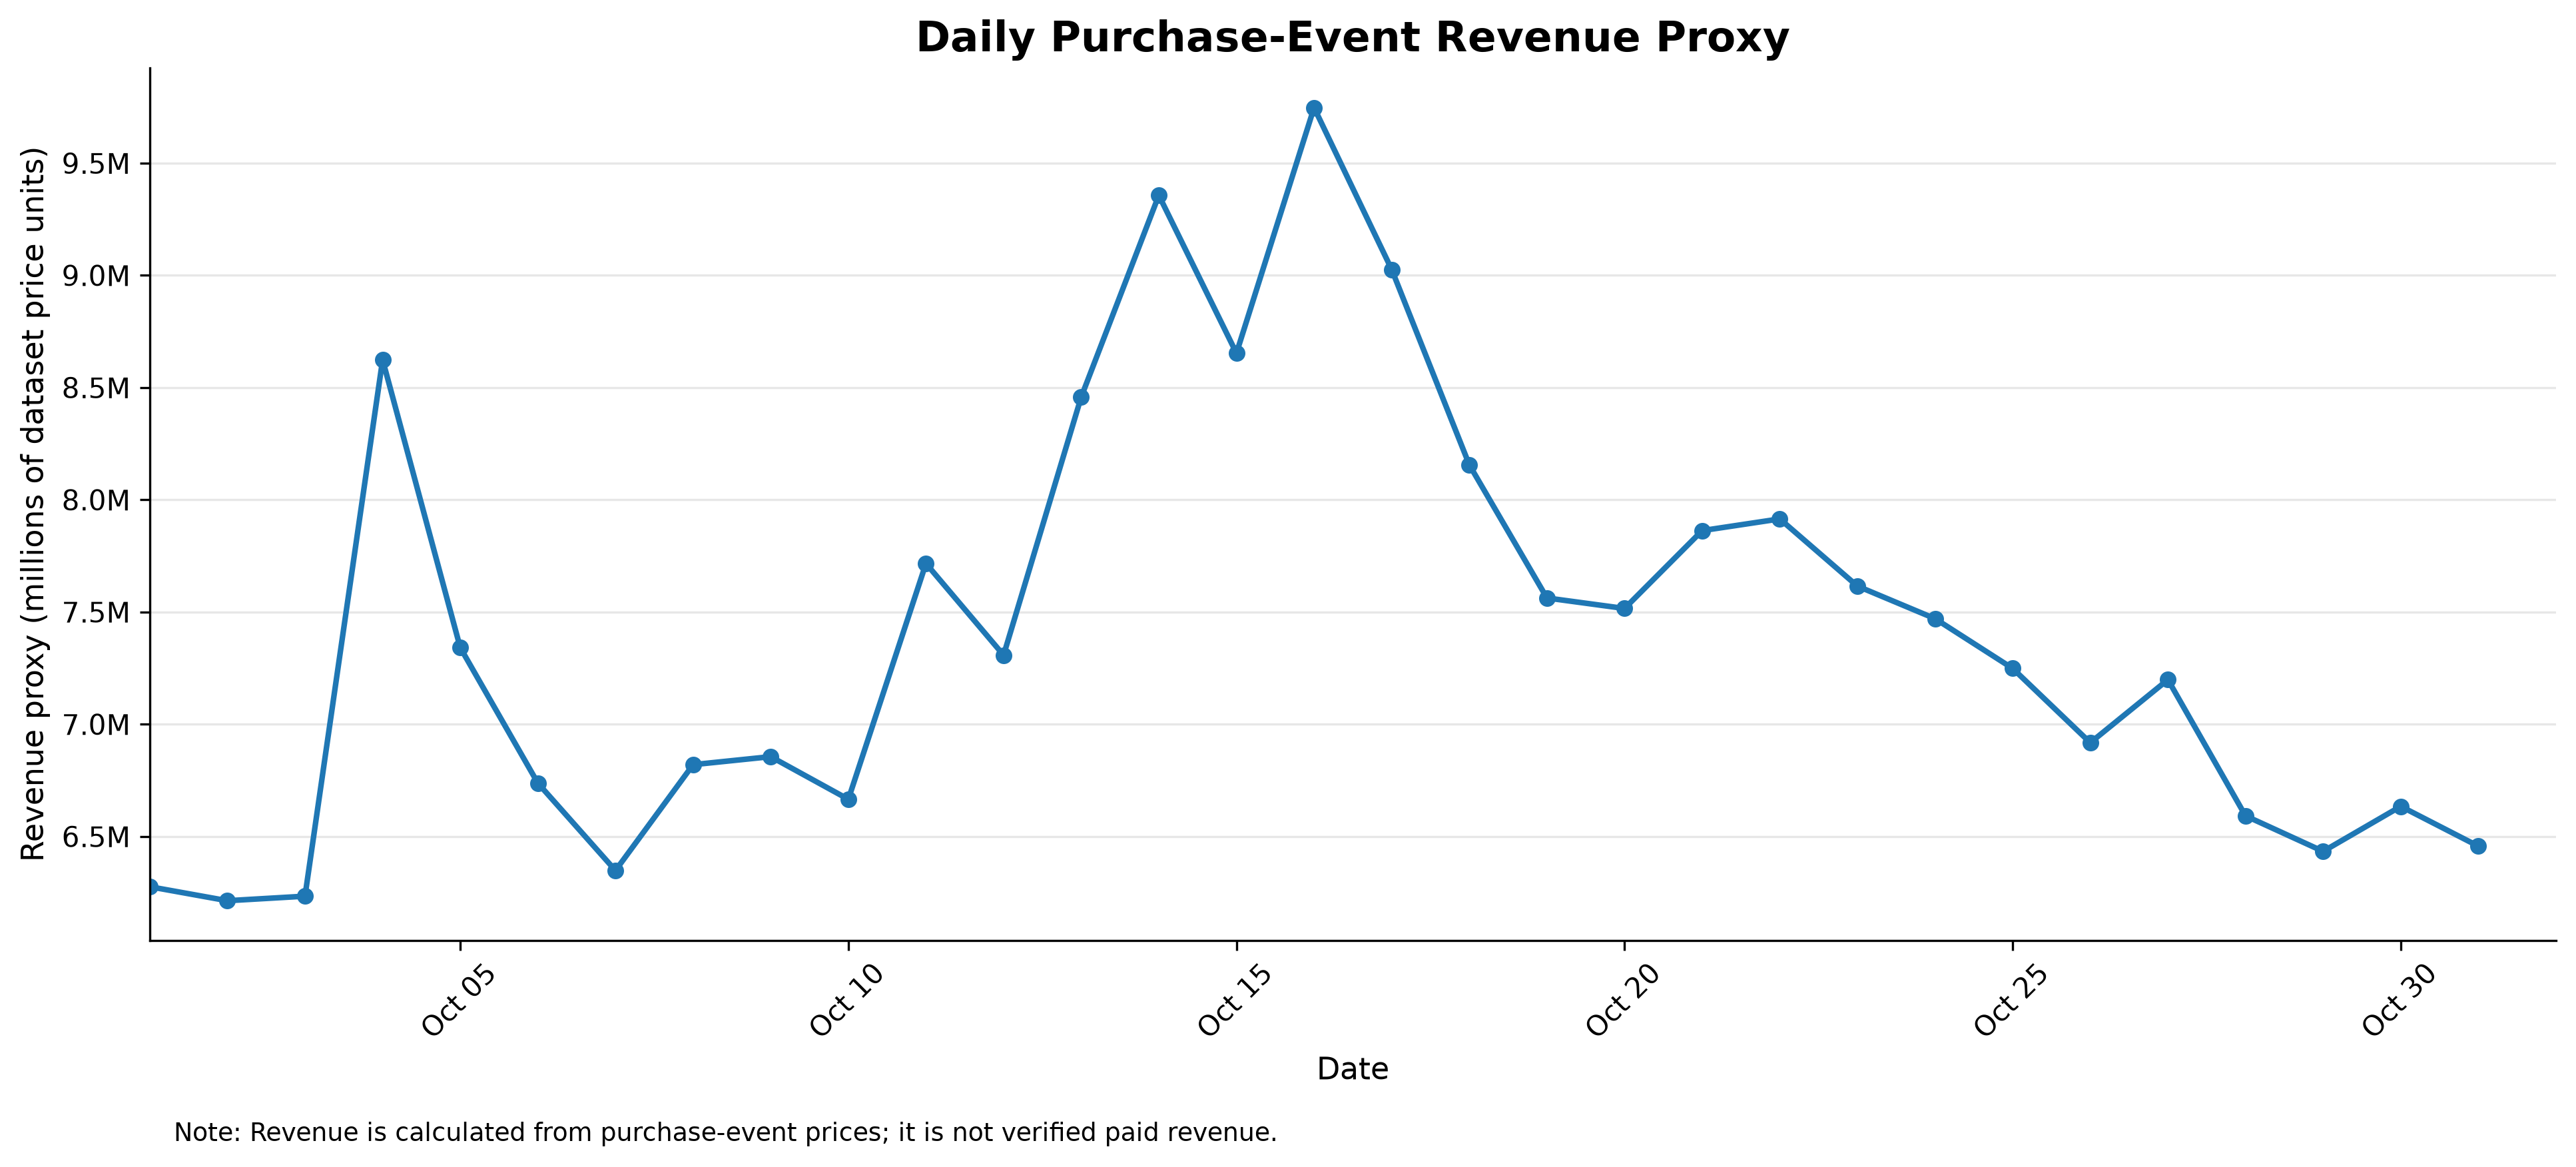 Daily Purchase-Event Revenue Proxy
Revenue proxy (millions of dataset price units)
9.5M
9.0M
8.5M
8.0M
7.5M
7.0M
6.5M
Oct 05
Oct 10
Oct 15
Oct 20
Oct 25
Oct 30
Date
Note: Revenue is calculated from purchase-event prices; it is not verified paid revenue.